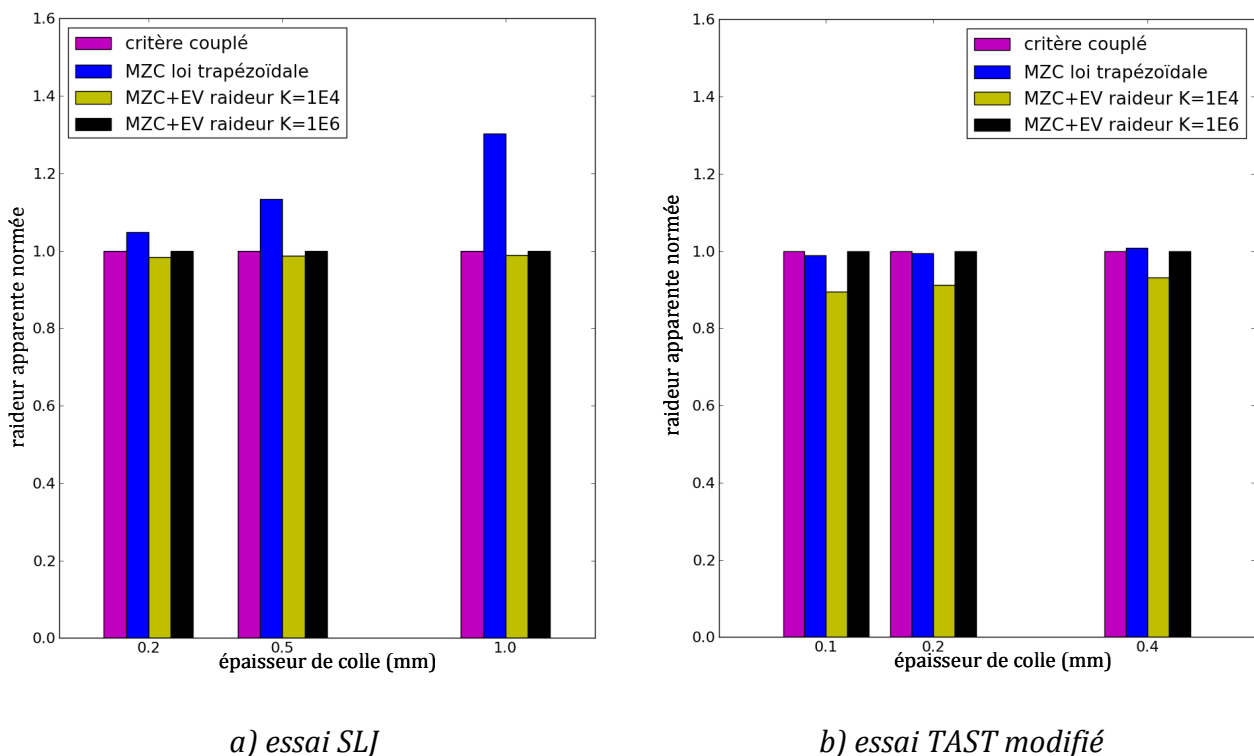 1.6
1.4
1.2
1.0
0.8
0.6
0.4
0.2
0.0
raideur apparente normée
critère couplé
MZC loi trapézoïdale
MZC+EV raideur K=1E4
MZC+EV raideur K=1E6
0.2 0.5 1.0
épaisseur de colle (mm)
a) essai SLJ
1.6
1.4
1.2
1.0
0.8
0.6
0.4
0.2
0.0
raideur apparente normée
critère couplé
MZC loi trapézoïdale
MZC+EV raideur K=1E4
MZC+EV raideur K=1E6
0.1 0.2 0.4
épaisseur de colle (mm)
b) essai TAST modifié